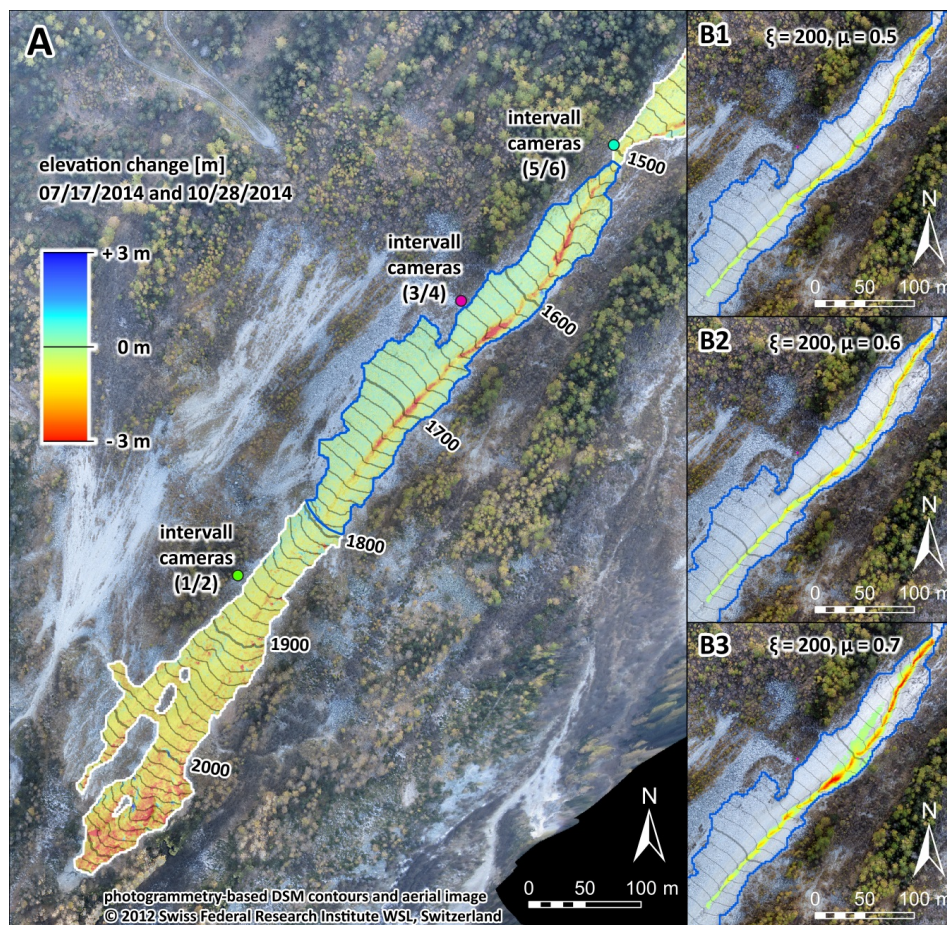 A
intervall
cameras
(5/6)
1500
elevation change [m]
07/17/2014 and 10/28/2014
+ 3 m
0 m
- 3 m
intervall
cameras
(3/4)
1600
1700
1800
intervall
cameras
(1/2)
1900
2000
N
0 50 100 m
photogrammetry-based DSM contours and aerial image
© 2012 Swiss Federal Research Institute WSL, Switzerland
B1
ξ = 200, μ = 0.5
N
0 50 100 m
B2
ξ = 200, μ = 0.6
N
0 50 100 m
B3
ξ = 200, μ = 0.7
N
0 50 100 m